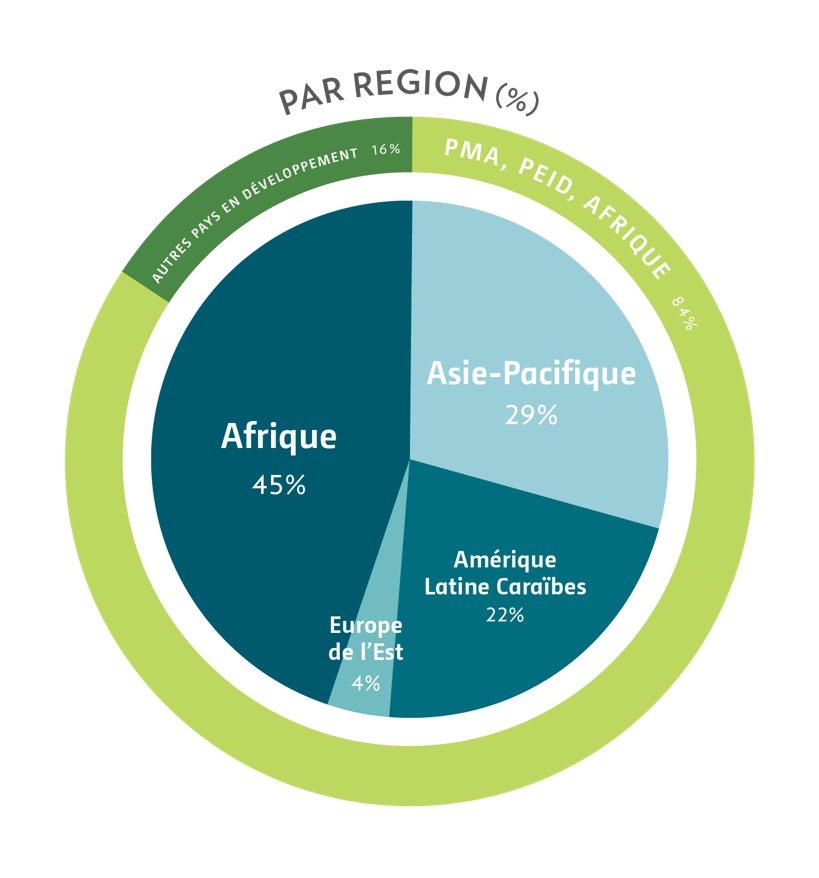 PAR REGION (%)
AUTRES PAYS EN DÉVELOPPEMENT 16%
PMA, PEID, AFRIQUE 84%
Asie-Pacifique
29%
Afrique
45%
Amérique
Latine Caraïbes
22%
Europe
de l'Est
4%